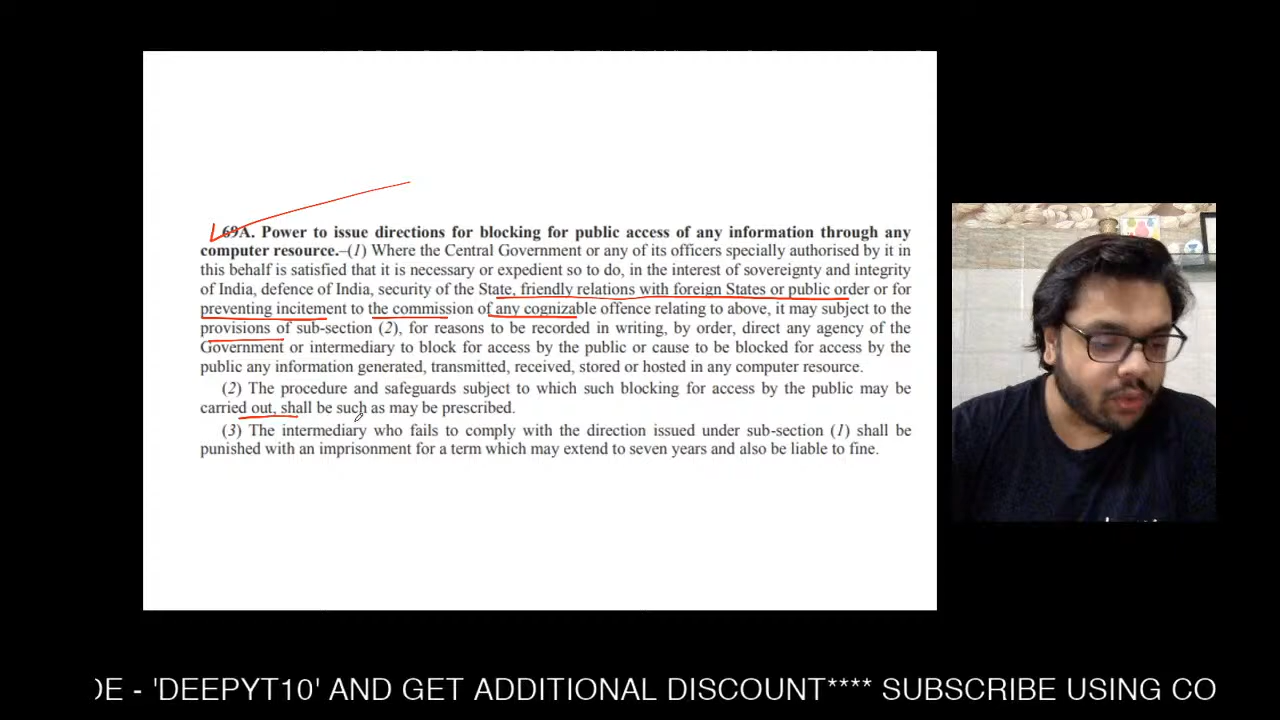 69A. Power to issue directions for blocking for public access of any information through any
computer resource.–(1) Where the Central Government or any of its officers specially authorised by it in
this behalf is satisfied that it is necessary or expedient so to do, in the interest of sovereignty and integrity
of India, defence of India, security of the State, friendly relations with foreign States or public order or for
preventing incitement to the commission of any cognizable offence relating to above, it may subject to the
provisions of sub-section (2), for reasons to be recorded in writing, by order, direct any agency of the
Government or intermediary to block for access by the public or cause to be blocked for access by the
public any information generated, transmitted, received, stored or hosted in any computer resource.
(2) The procedure and safeguards subject to which such blocking for access by the public may be
carried out, shall be such as may be prescribed.
(3) The intermediary who fails to comply with the direction issued under sub-section (1) shall be
punished with an imprisonment for a term which may extend to seven years and also be liable to fine.
DE - 'DEEPYT10' AND GET ADDITIONAL DISCOUNT**** SUBSCRIBE USING CO